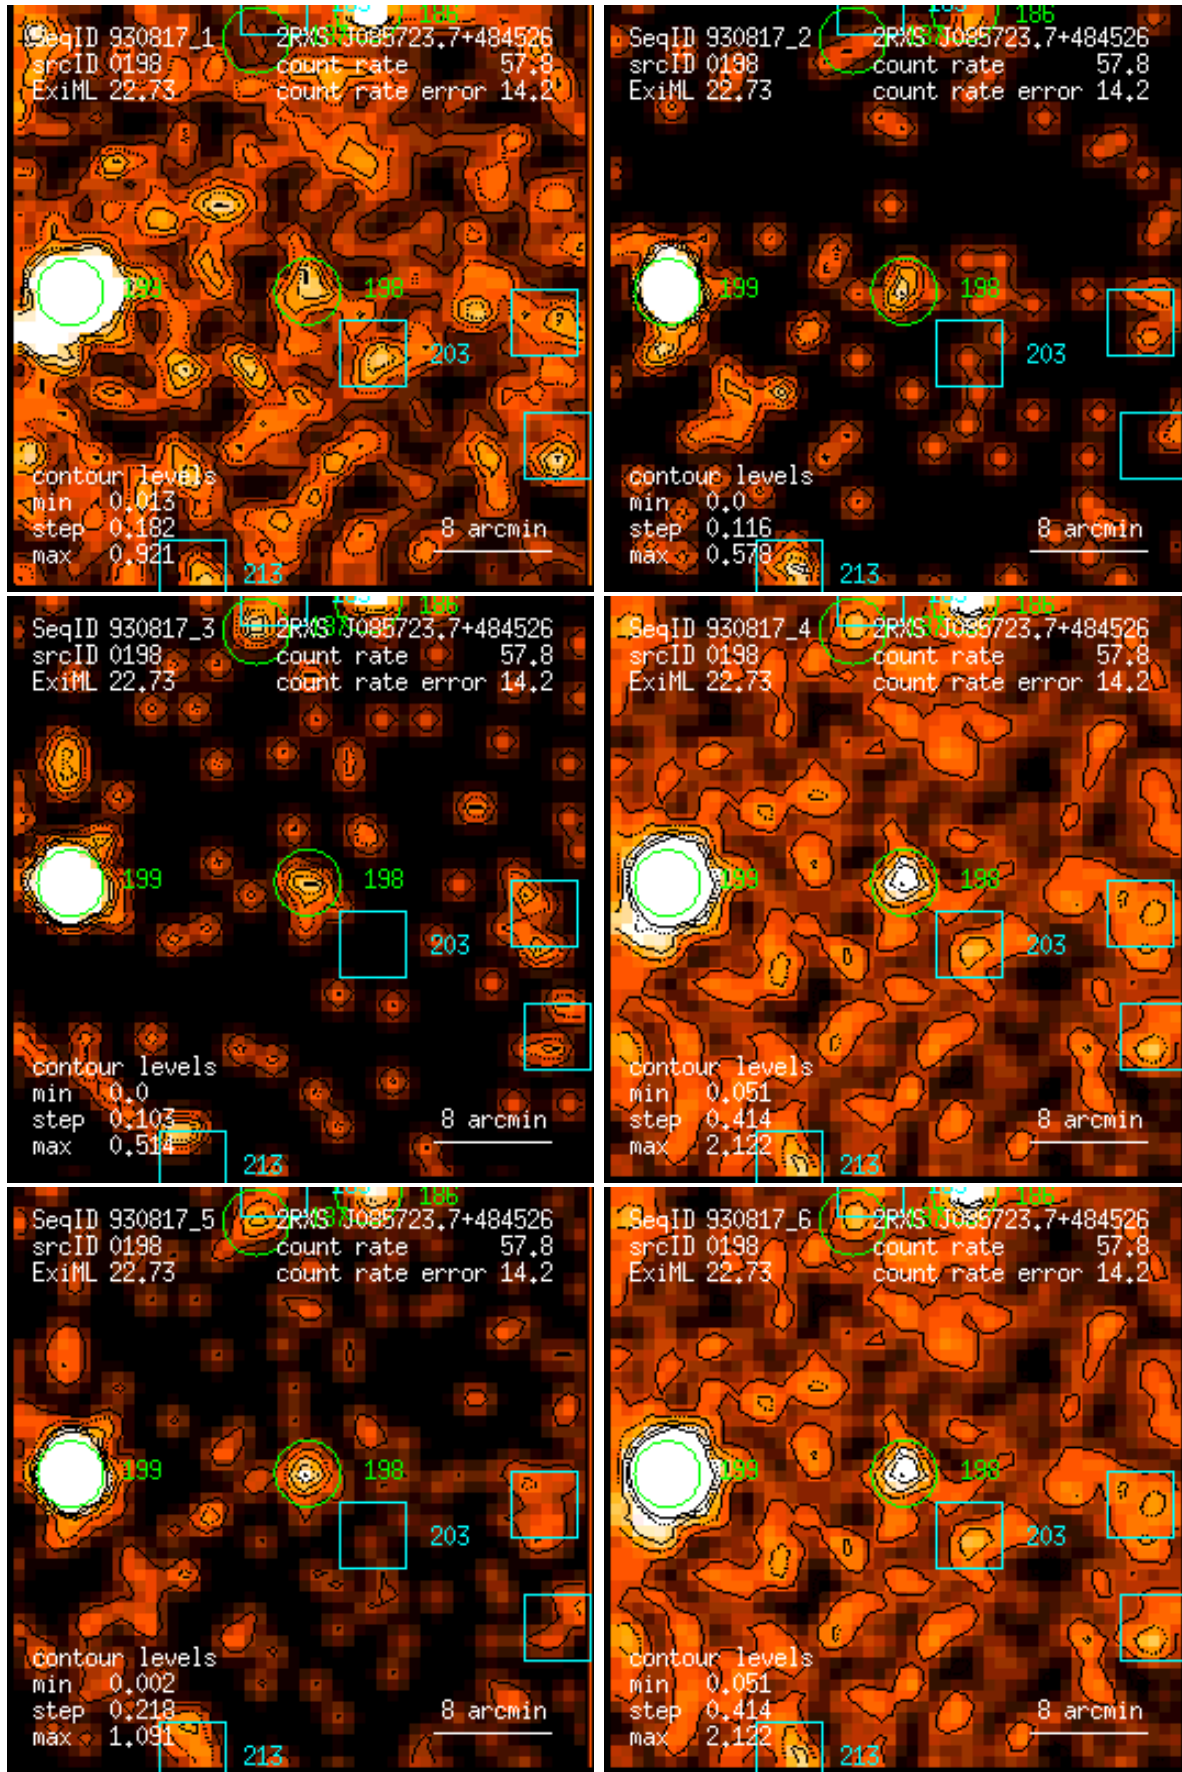 186
SeqID 930817_1 2RXS J085723.7+484526
srcID 0198 count rate 57.8
ExiML 22.73 count rate error 14.2
199
198
203
contour levels
min 0.013
step 0.182
max 0.921
8 arcmin
213
186
SeqID 930817_2 2RXS J085723.7+484526
srcID 0198 count rate 57.8
ExiML 22.73 count rate error 14.2
199
198
203
contour levels
min 0.0
step 0.116
max 0.578
8 arcmin
213
186
SeqID 930817_3 2RXS J085723.7+484526
srcID 0198 count rate 57.8
ExiML 22.73 count rate error 14.2
199
198
203
contour levels
min 0.0
step 0.103
max 0.514
8 arcmin
213
186
SeqID 930817_4 2RXS J085723.7+484526
srcID 0198 count rate 57.8
ExiML 22.73 count rate error 14.2
199
198
203
contour levels
min 0.051
step 0.414
max 2.122
8 arcmin
213
186
SeqID 930817_5 2RXS J085723.7+484526
srcID 0198 count rate 57.8
ExiML 22.73 count rate error 14.2
199
198
203
contour levels
min 0.002
step 0.218
max 1.091
8 arcmin
213
186
SeqID 930817_6 2RXS J085723.7+484526
srcID 0198 count rate 57.8
ExiML 22.73 count rate error 14.2
199
198
203
contour levels
min 0.051
step 0.414
max 2.122
8 arcmin
213